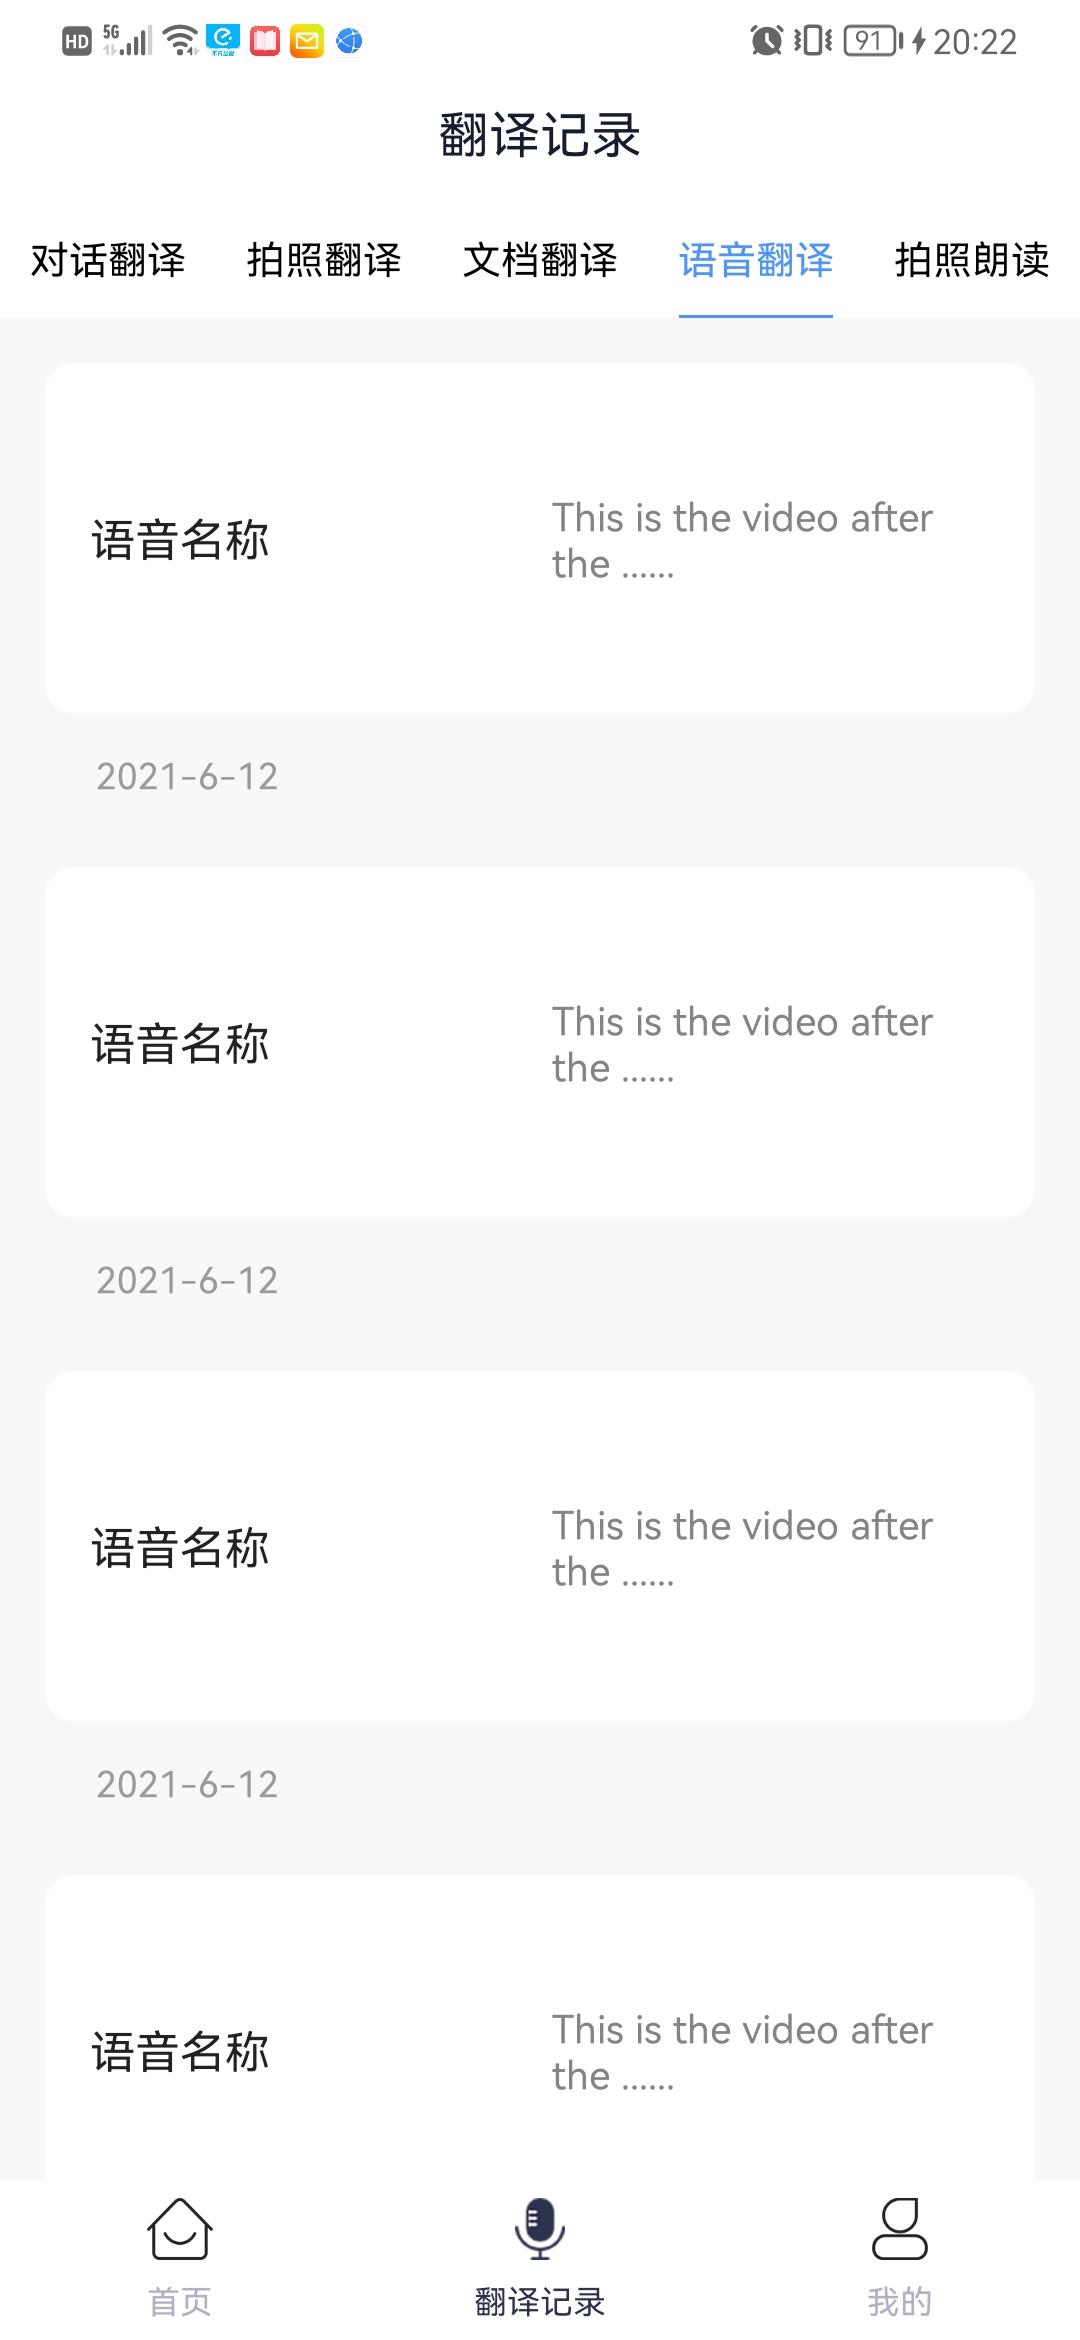 HD 5G 91 20:22
翻译记录
对话翻译 拍照翻译 文档翻译 语音翻译 拍照朗读
语音名称
This is the video after
the ......
2021-6-12
语音名称
This is the video after
the ......
2021-6-12
语音名称
This is the video after
the ......
2021-6-12
语音名称
This is the video after
the ......
首页 翻译记录 我的